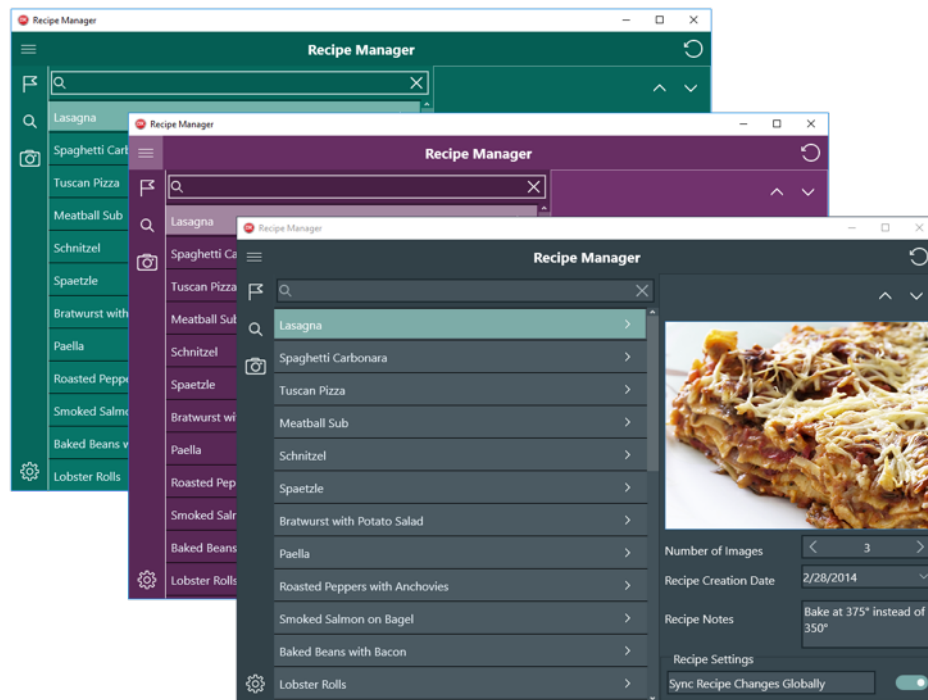 Recipe Manager
Recipe Manager
Lasagna
Spaghetti Carb
Tuscan Pizza
Meatball Sub
Schnitzel
Spaetzle
Bratwurst with
Paella
Roasted Peppe
Smoked Salmo
Baked Beans w
Lobster Rolls
Recipe Manager
Recipe Manager
Lasagna
Spaghetti Ca
Tuscan Pizza
Meatball Sub
Schnitzel
Spaetzle
Bratwurst wi
Paella
Roasted Pep
Smoked Salr
Baked Beans
Lobster Rolls
Recipe Manager
Recipe Manager
Lasagna
Spaghetti Carbonara
Tuscan Pizza
Meatball Sub
Schnitzel
Spaetzle
Bratwurst with Potato Salad
Paella
Roasted Peppers with Anchovies
Smoked Salmon on Bagel
Baked Beans with Bacon
Lobster Rolls
Number of Images 3
Recipe Creation Date 2/28/2014
Recipe Notes Bake at 375° instead of
350°
Recipe Settings
Sync Recipe Changes Globally